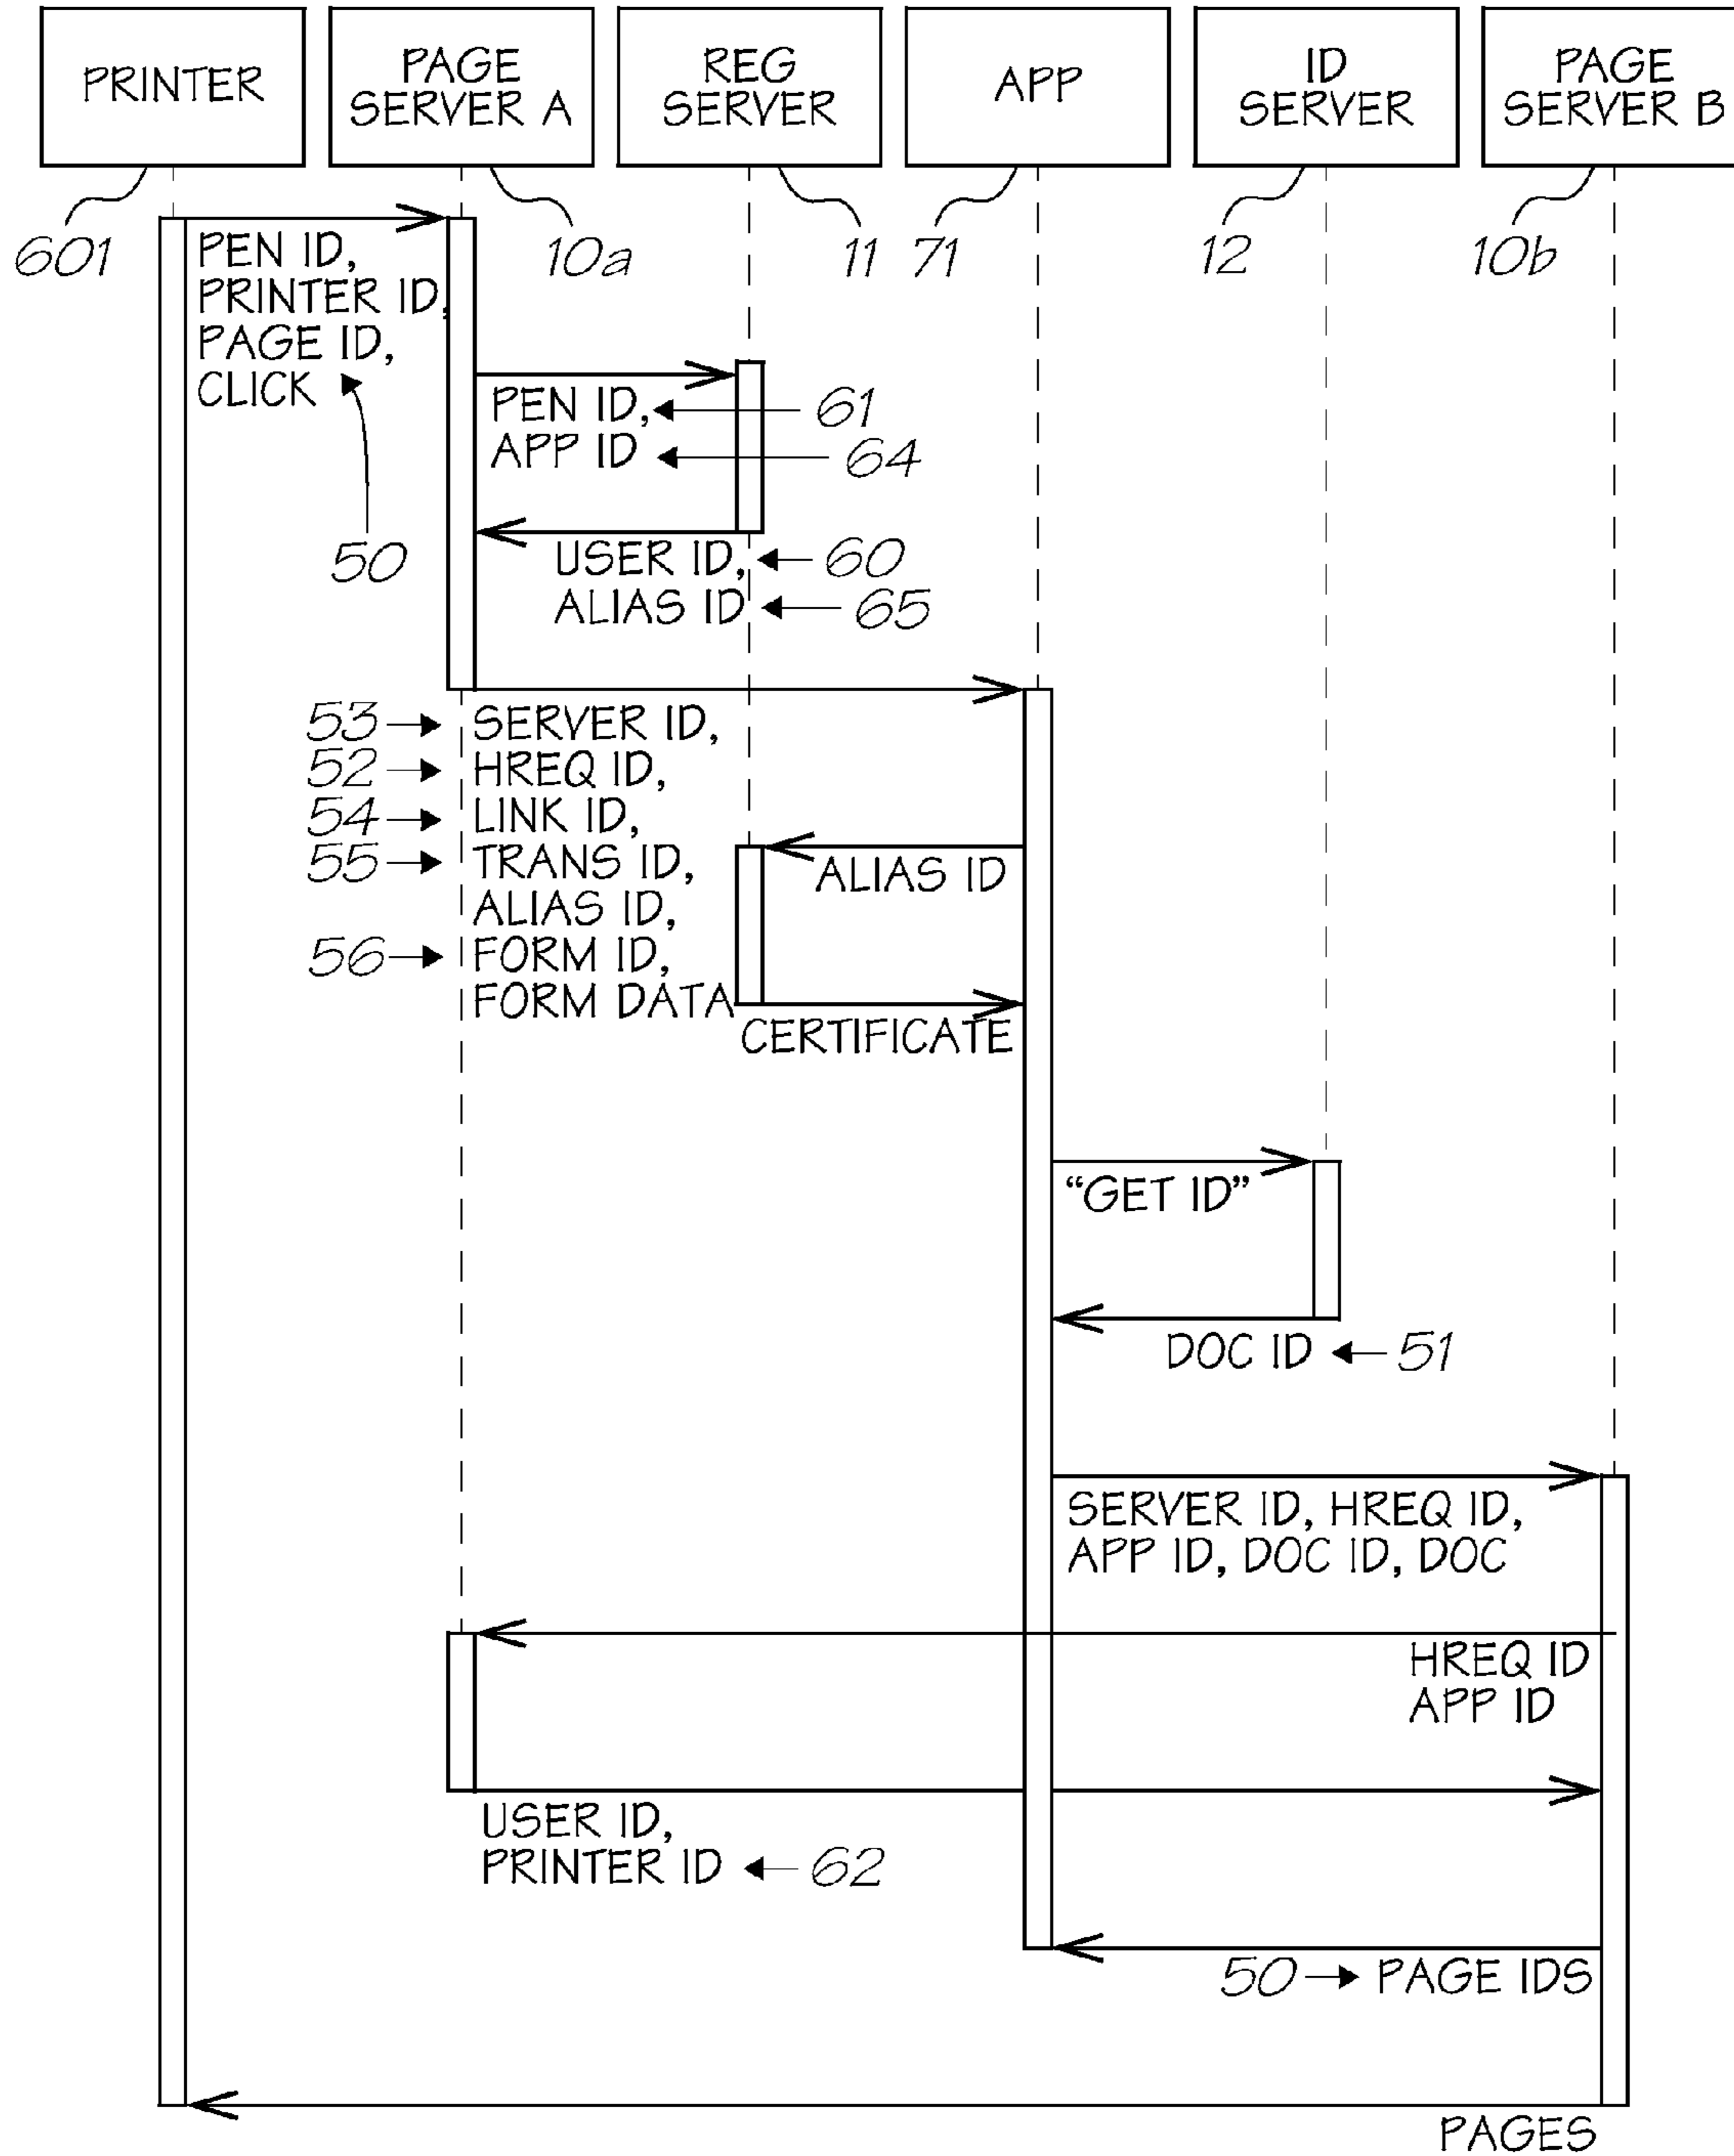 PRINTER
PAGE
SERVER A
REG
SERVER
APP
ID
SERVER
PAGE
SERVER B
601
10a
11
71
12
10b
PEN ID,
PRINTER ID,
PAGE ID,
CLICK
50
PEN ID,
61
APP ID
64
USER ID,
60
ALIAS ID
65
53
SERVER ID,
52
HREQ ID,
54
LINK ID,
55
TRANS ID,
ALIAS ID,
56
FORM ID,
FORM DATA
ALIAS ID
CERTIFICATE
“GET ID”
DOC ID
51
SERVER ID, HREQ ID,
APP ID, DOC ID, DOC
HREQ ID
APP ID
USER ID,
PRINTER ID
62
50
PAGE IDS
PAGES